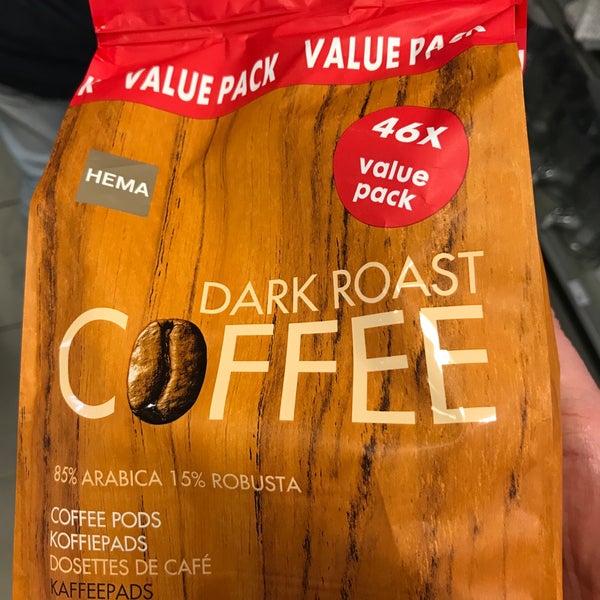 K VALUE PACK VALUE PACK
46X
value
pack
HEMA
DARK ROAST
COFFEE
85% ARABICA 15% ROBUSTA
COFFEE PODS
KOFFIEPADS
DOSETTES DE CAFÉ
KAFFEEPADS